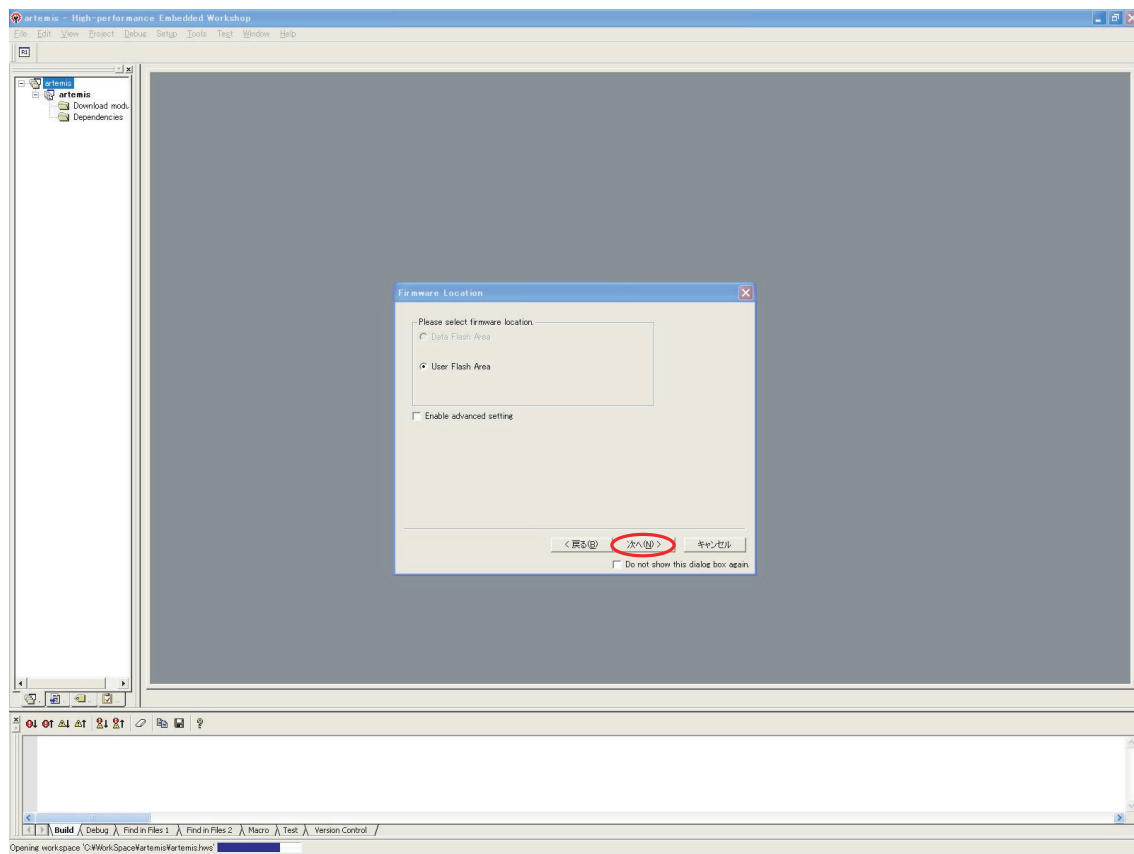 artemis - High-performance Embedded Workshop
File Edit View Project Debug Setup Tools Test Window Help
R1
artemis
artemis
Download modu
Dependencies
Firmware Location
Please select firmware location.
Data Flash Area
User Flash Area
Enable advanced setting
< 戻る(B) 次へ(N) > キャンセル
Do not show this dialog box again.
Build Debug Find in Files 1 Find in Files 2 Macro Test Version Control
Opening workspace 'C:¥WorkSpace¥artemis¥artemis.hws'